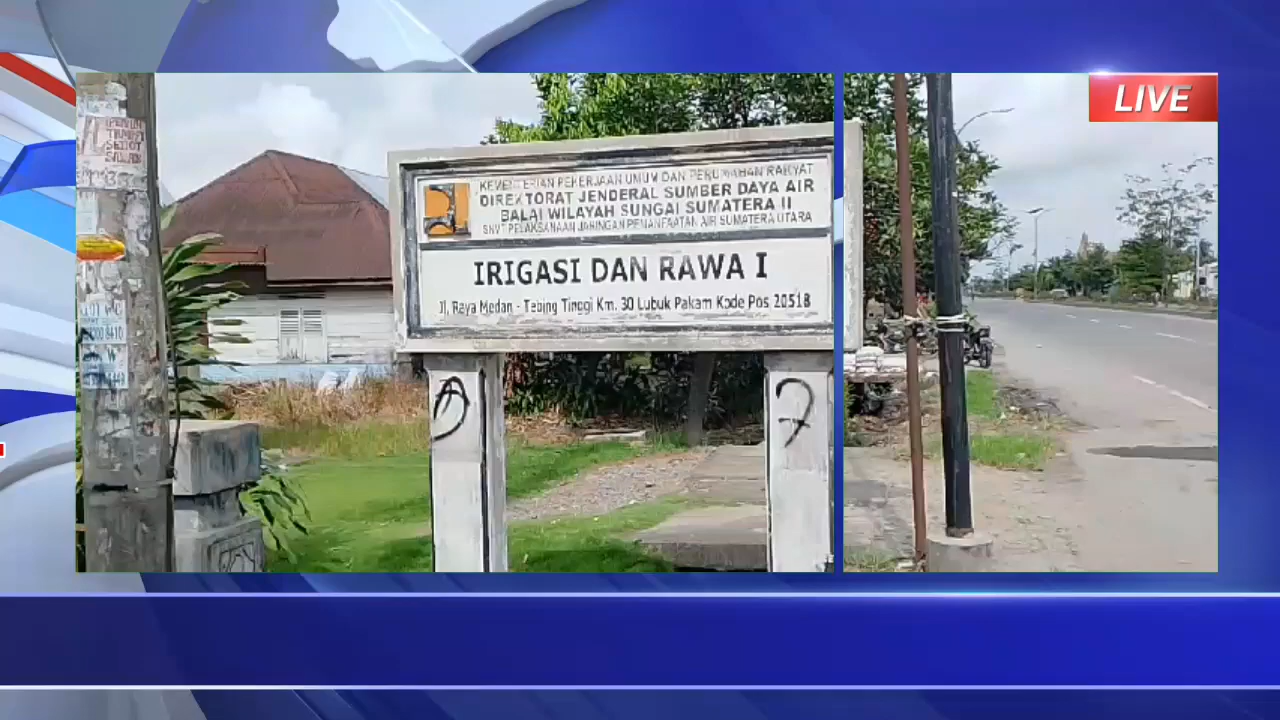 LIVE
KEMENTERIAN PEKERJAAN UMUM DAN PERUMAHAN RAKYAT
DIREKTORAT JENDERAL SUMBER DAYA AIR
BALAI WILAYAH SUNGAI SUMATERA II
SNVT PELAKSANAAN JARINGAN PEMANFAATAN AIR SUMATERA UTARA
IRIGASI DAN RAWA I
Jl. Raya Medan - Tebing Tinggi Km. 30 Lubuk Pakam Kode Pos 20518
SEDOT